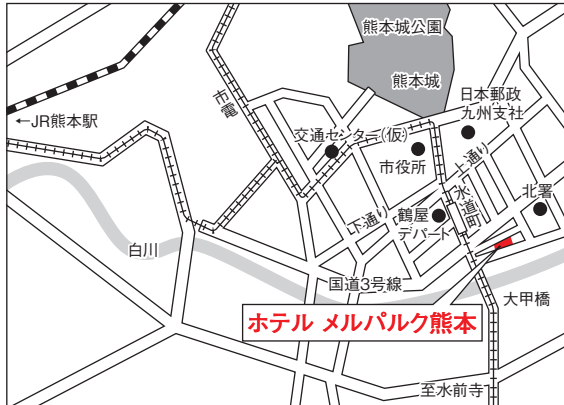 熊本城公園
熊本城
市電
日本郵政
九州支社
←JR熊本駅
交通センター(仮)
市役所
上通り
水道町
北署
下通り
鶴屋
デパート
白川
国道3号線
大甲橋
ホテル メルパルク熊本
至水前寺